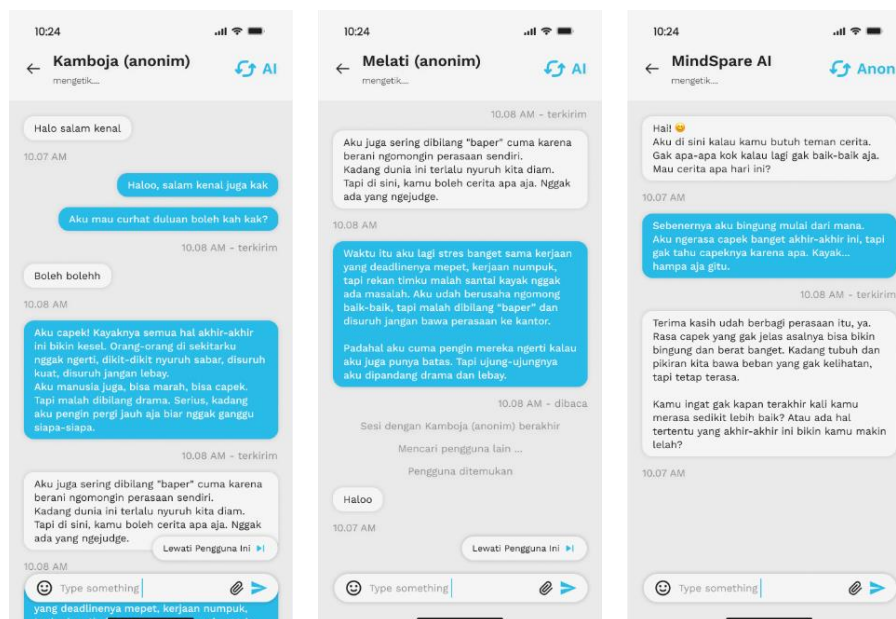 10:24
Kamboja (anonim)
mengetik....
AI
Halo salam kenal
10.07 AM
Haloo, salam kenal juga kak
Aku mau curhat duluan boleh kah kak?
10.08 AM - terkirim
Boleh bolehh
10.08 AM
Aku capek! Kayaknya semua hal akhir-akhir
ini bikin kesel. Orang-orang di sekitarku
nggak ngerti, dikit-dikit nyuruh sabar, disuruh
kuat, disuruh jangan lebay.
Aku manusia juga, bisa marah, bisa capek.
Tapi malah dibilang drama. Serius, kadang
aku pengin pergi jauh aja biar nggak ganggu
siapa-siapa.
10.08 AM - terkirim
Aku juga sering dibilang "baper" cuma karena
berani ngomongin perasaan sendiri.
Kadang dunia ini terlalu nyuruh kita diam.
Tapi di sini, kamu boleh cerita apa aja. Nggak
ada yang ngejudge.
Lewati Pengguna Ini
10.08 AM
Type something
yang deadlinenya mepet, kerjaan numpuk,
10:24
Melati (anonim)
mengetik....
AI
10.08 AM - terkirim
Aku juga sering dibilang "baper" cuma karena
berani ngomongin perasaan sendiri.
Kadang dunia ini terlalu nyuruh kita diam.
Tapi di sini, kamu boleh cerita apa aja. Nggak
ada yang ngejudge.
10.08 AM
Waktu itu aku lagi stres banget sama kerjaan
yang deadlinenya mepet, kerjaan numpuk,
tapi rekan timku malah santai kayak nggak
ada masalah. Aku udah berusaha ngomong
baik-baik, tapi malah dibilang "baper" dan
disuruh jangan bawa perasaan ke kantor.
Padahal aku cuma pengin mereka ngerti kalau
aku juga punya batas. Tapi ujung-ujungnya
aku dipandang drama dan lebay.
10.08 AM - dibaca
Sesi dengan Kamboja (anonim) berakhir
Mencari pengguna lain ...
Pengguna ditemukan
Haloo
10.07 AM
Lewati Pengguna Ini
Type something
10:24
MindSpare AI
mengetik....
Anon
Hai!
Aku di sini kalau kamu butuh teman cerita.
Gak apa-apa kok kalau lagi gak baik-baik aja.
Mau cerita apa hari ini?
10.07 AM
Sebenernya aku bingung mulai dari mana.
Aku ngerasa capek banget akhir-akhir ini, tapi
gak tahu capeknya karena apa. Kayak...
hampa aja gitu.
10.08 AM - terkirim
Terima kasih udah berbagi perasaan itu, ya.
Rasa capek yang gak jelas asalnya bisa bikin
bingung dan berat banget. Kadang tubuh dan
pikiran kita bawa beban yang gak kelihatan,
tapi tetap terasa.
Kamu ingat gak kapan terakhir kali kamu
merasa sedikit lebih baik? Atau ada hal
tertentu yang akhir-akhir ini bikin kamu makin
lelah?
10.07 AM
Type something